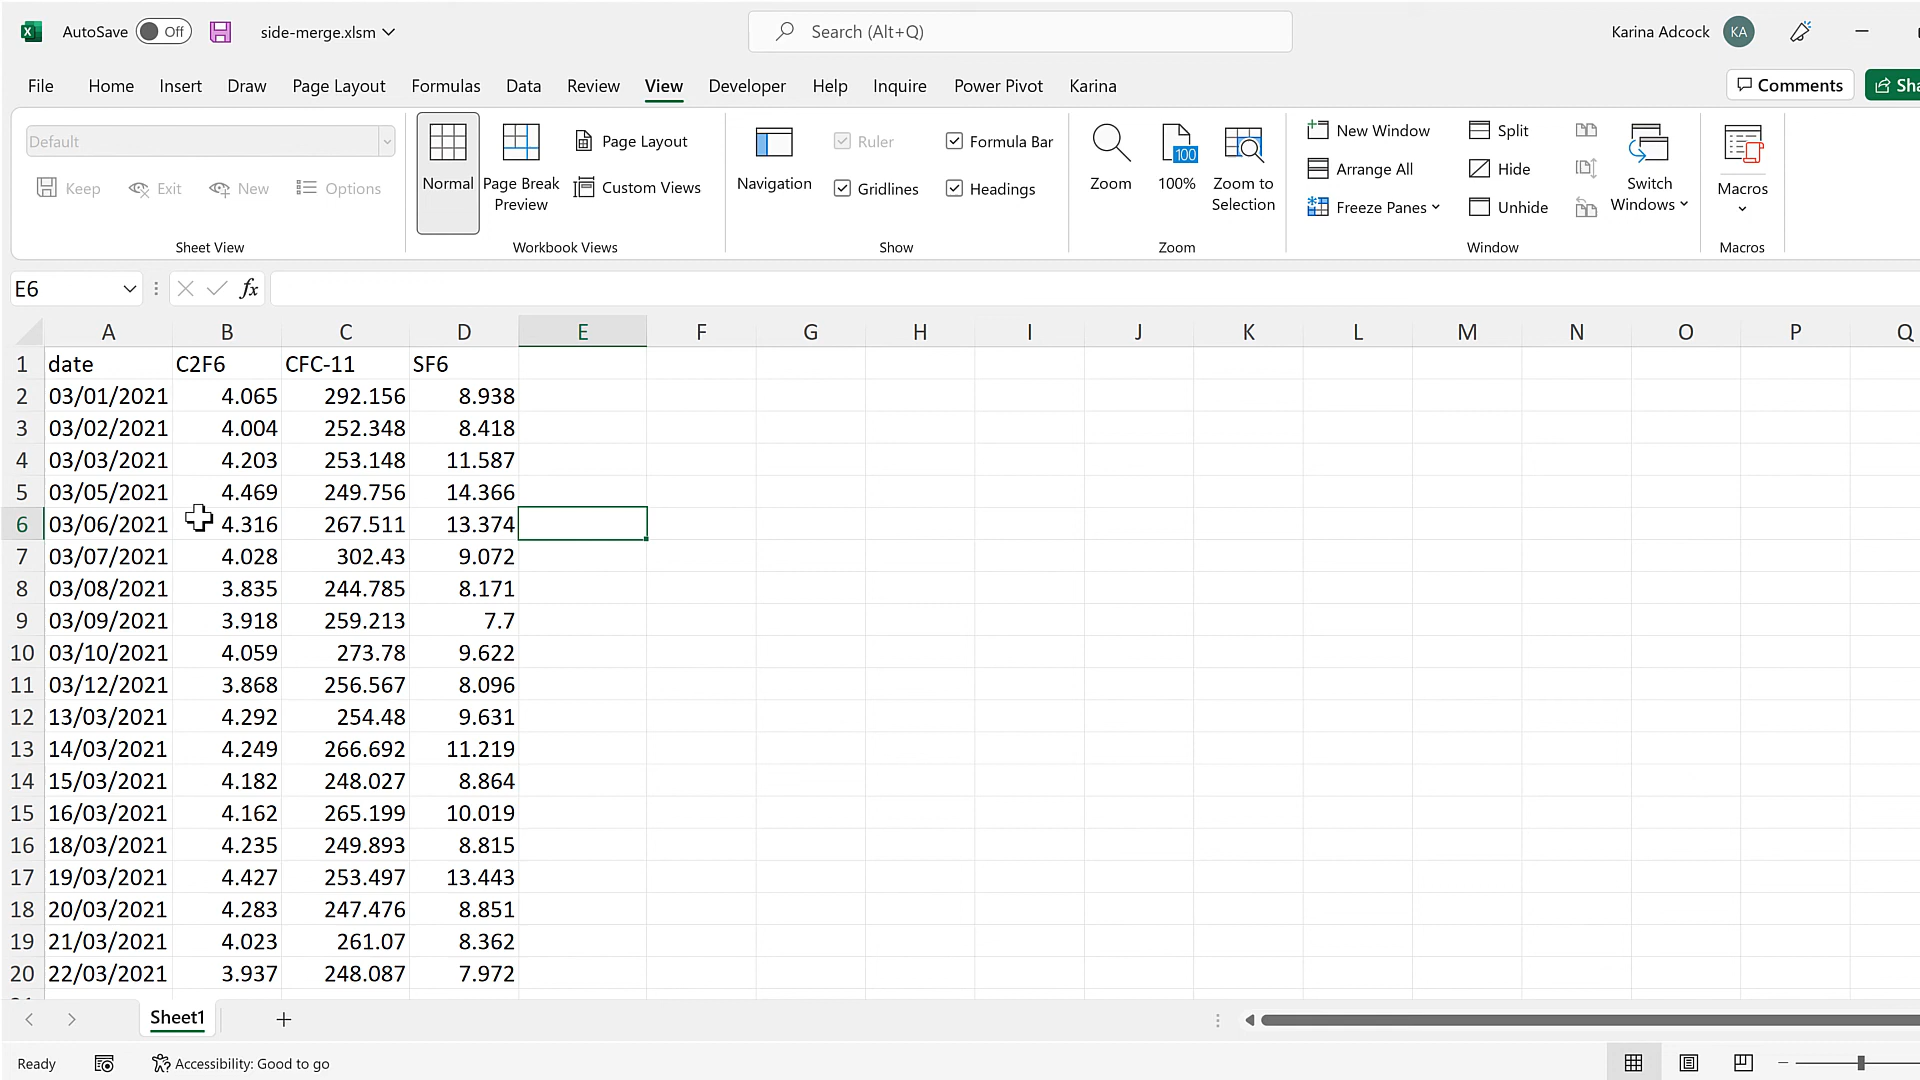 AutoSave Off side-merge.xlsm Search (Alt+Q) Karina Adcock KA
File Home Insert Draw Page Layout Formulas Data Review View Developer Help Inquire Power Pivot Karina Comments
Default
Keep Exit New Options
Sheet View
Normal
Page Break Preview
Page Layout
Custom Views
Workbook Views
Navigation
Ruler Formula Bar
Gridlines Headings
Show
Zoom
100
100%
Zoom to Selection
Zoom
New Window Split
Arrange All Hide
Freeze Panes Unhide
Switch Windows
Window
Macros
Macros
E6 fx
A B C D E F G H I J K L M N O P Q
1 date C2F6 CFC-11 SF6
2 03/01/2021 4.065 292.156 8.938
3 03/02/2021 4.004 252.348 8.418
4 03/03/2021 4.203 253.148 11.587
5 03/05/2021 4.469 249.756 14.366
6 03/06/2021 4.316 267.511 13.374
7 03/07/2021 4.028 302.43 9.072
8 03/08/2021 3.835 244.785 8.171
9 03/09/2021 3.918 259.213 7.7
10 03/10/2021 4.059 273.78 9.622
11 03/12/2021 3.868 256.567 8.096
12 13/03/2021 4.292 254.48 9.631
13 14/03/2021 4.249 266.692 11.219
14 15/03/2021 4.182 248.027 8.864
15 16/03/2021 4.162 265.199 10.019
16 18/03/2021 4.235 249.893 8.815
17 19/03/2021 4.427 253.497 13.443
18 20/03/2021 4.283 247.476 8.851
19 21/03/2021 4.023 261.07 8.362
20 22/03/2021 3.937 248.087 7.972
Sheet1
Ready Accessibility: Good to go